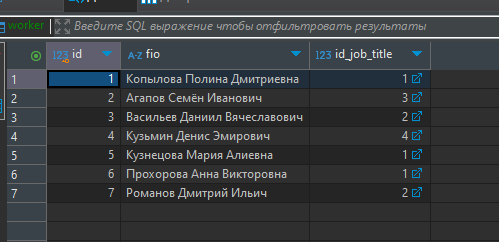 worker Введите SQL выражение чтобы отфильтровать результаты
123 id A-Z fio 123 id_job_title
1 1 Копылова Полина Дмитриевна 1
2 2 Агапов Семён Иванович 3
3 3 Васильев Даниил Вячеславович 2
4 4 Кузьмин Денис Эмирович 4
5 5 Кузнецова Мария Алиевна 1
6 6 Прохорова Анна Викторовна 1
7 7 Романов Дмитрий Ильич 2